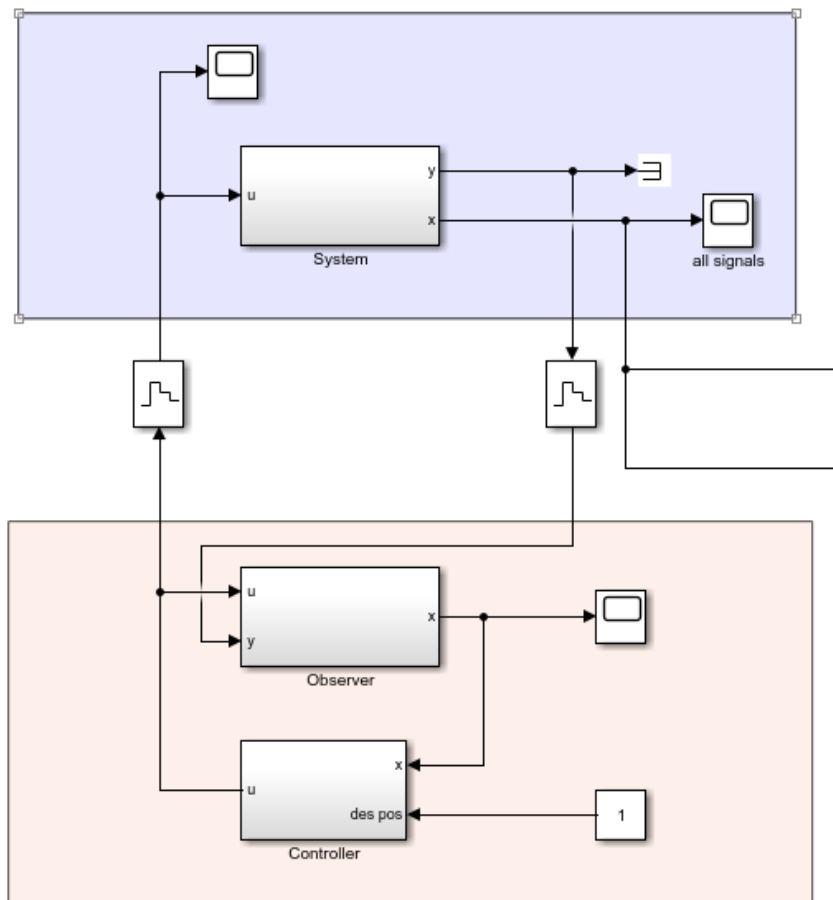 y
u
x
System
all signals
u
x
y
Observer
x
u
des pos
1
Controller